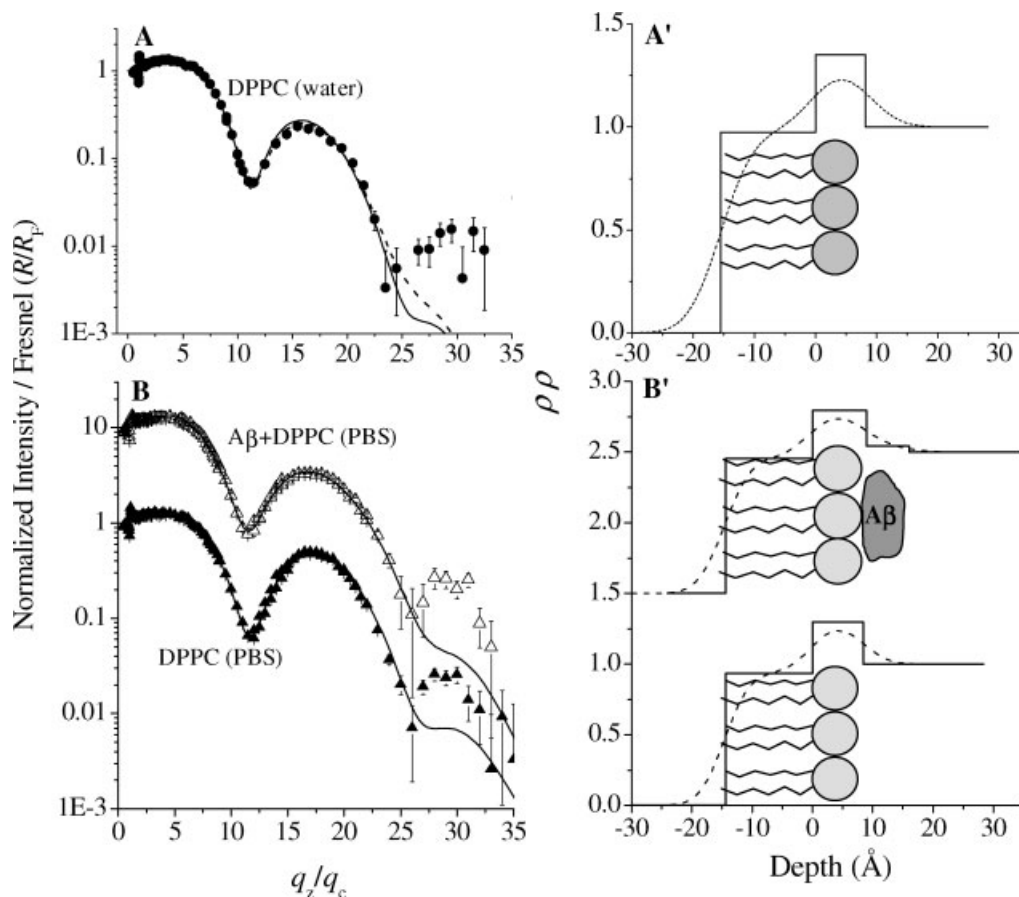 A
DPPC (water)
1
0.1
0.01
1E-3
0 5 10 15 20 25 30 35
B
Aβ+DPPC (PBS)
DPPC (PBS)
10
1
0.1
0.01
1E-3
0 5 10 15 20 25 30 35
q_z/q_c
Normalized Intensity / Fresnel (R/R_F)
A'
1.5
1.0
0.5
0.0
-30 -20 -10 0 10 20
B'
3.0
2.5
2.0
1.5
1.0
0.5
0.0
Aβ
-30 -20 -10 0 10 20 30
Depth (Å)
ρ ρ